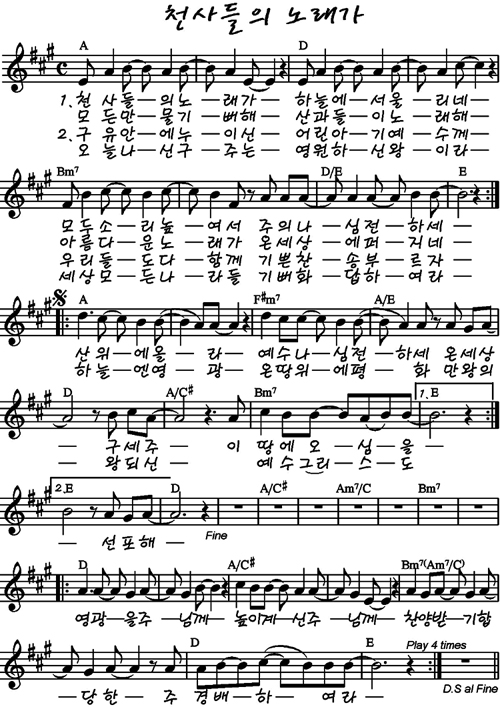 천사들의 노래가
A D
1. 천 사들—의노—래가— 하늘에—서울—리네—
모 든만—물기—뻐해— 산과들—이노—래해—
2. 구 유안—에누—이신— 어린아—기예—수께—
오 늘나—신구—주는— 영원하—신왕—이라—
Bm7 D/E E
모두소—리높—여서 주의나—심전—하세—
아름다—운노—래가 온세상—에퍼—지네—
우리들—도다—함께 기쁜찬—송부—르자—
세상모—든나—라들 기뻐화—답하—여라—
A F#m7 A/E
산위—에올—라— 예수나—심전—하세 온세상
하늘—엔영—광— 온땅위—에평—화 만왕의
D A/C# Bm7 1. E
—구세주—이 땅에오—심—을
—왕되신— 예수그리—스—도
2. E D A/C# Am7/C Bm7
—선포해—
Fine
A A/C# Bm7(Am7/C)
영광—을주—님께— 높이계—신주—님께— 찬양받—기합
D E Play 4 times
—당한—주 경배—하—여라—
D.S al Fine